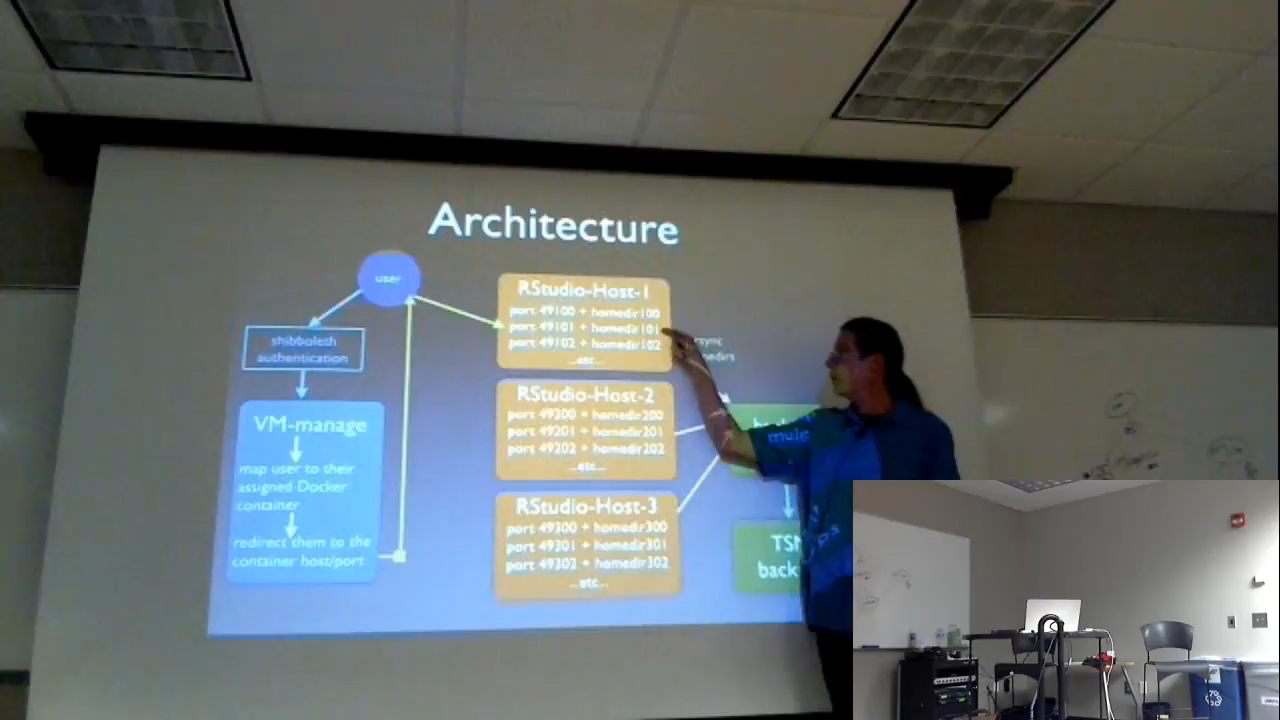 Architecture
user
shibboleth
authentication
VM-manage
map user to their
assigned Docker
container
redirect them to the
container host/port
RStudio-Host-1
port 49100 + homedir100
port 49101 + homedir101
port 49102 + homedir102
...etc...
RStudio-Host-2
port 49200 + homedir200
port 49201 + homedir201
port 49202 + homedir202
...etc...
RStudio-Host-3
port 49300 + homedir300
port 49301 + homedir301
port 49302 + homedir302
...etc...
rsync
mule
TSM
back